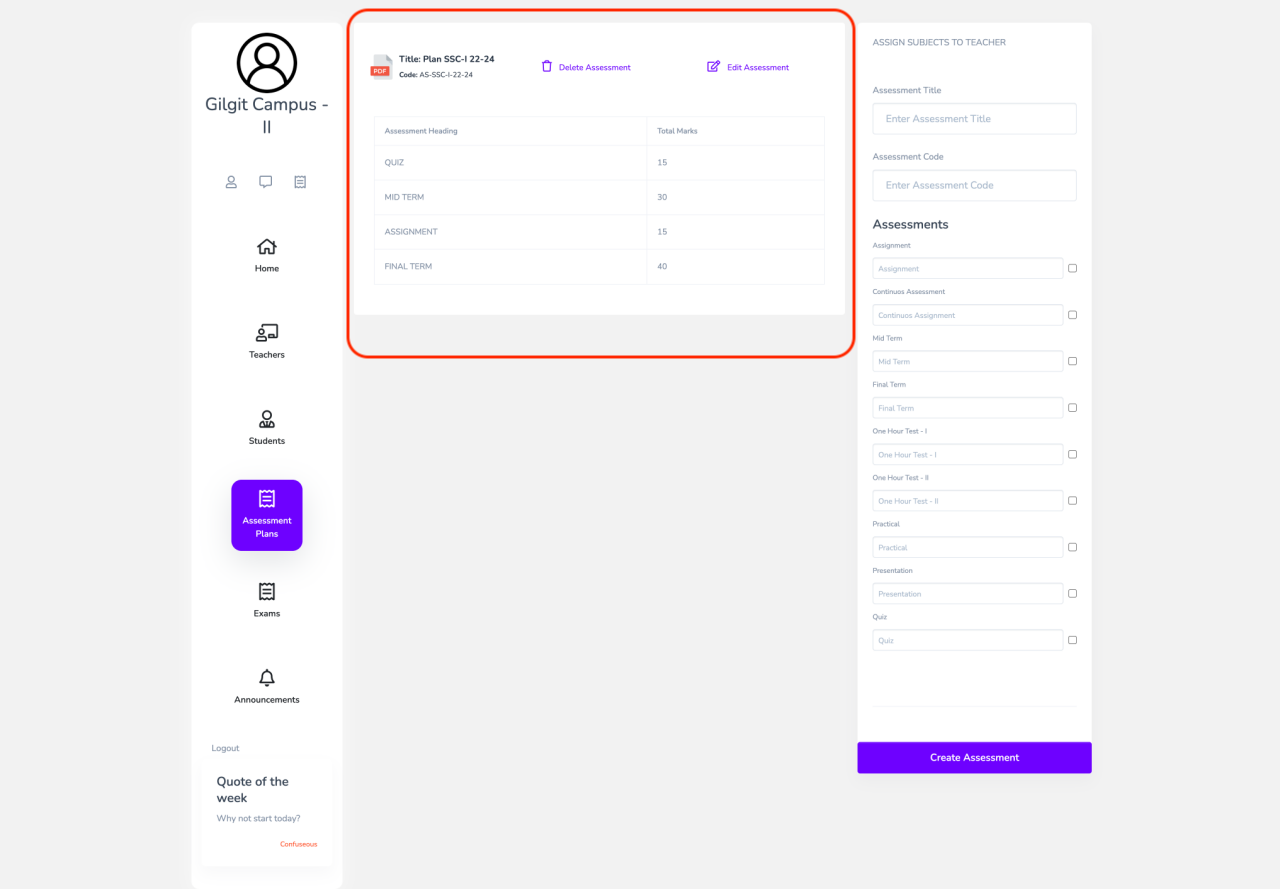 Gilgit Campus -
II
Home
Teachers
Students
Assessment
Plans
Exams
Announcements
Logout
Quote of the
week
Why not start today?
Confuseous
PDF
Title: Plan SSC-I 22-24
Code: AS-SSC-I-22-24
Delete Assessment
Edit Assessment
Assessment Heading Total Marks
QUIZ 15
MID TERM 30
ASSIGNMENT 15
FINAL TERM 40
ASSIGN SUBJECTS TO TEACHER
Assessment Title
Enter Assessment Title
Assessment Code
Enter Assessment Code
Assessments
Assignment
Assignment
Continuos Assessment
Continuos Assignment
Mid Term
Mid Term
Final Term
Final Term
One Hour Test - I
One Hour Test - I
One Hour Test - II
One Hour Test - II
Practical
Practical
Presentation
Presentation
Quiz
Quiz
Create Assessment